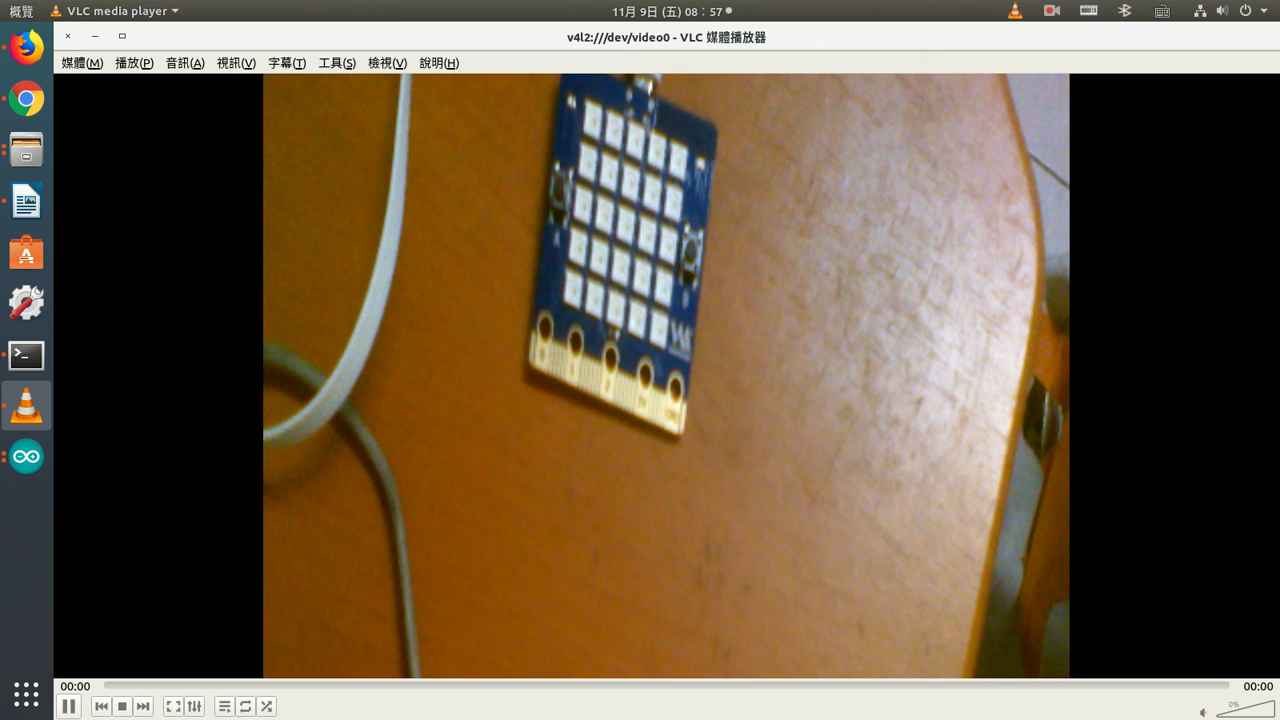 概覽
VLC media player
11月 9日 (五) 08：57
v4l2:///dev/video0 - VLC 媒體播放器
媒體(M) 播放(P) 音訊(A) 視訊(V) 字幕(T) 工具(S) 檢視(V) 說明(H)
00:00
00:00
0%